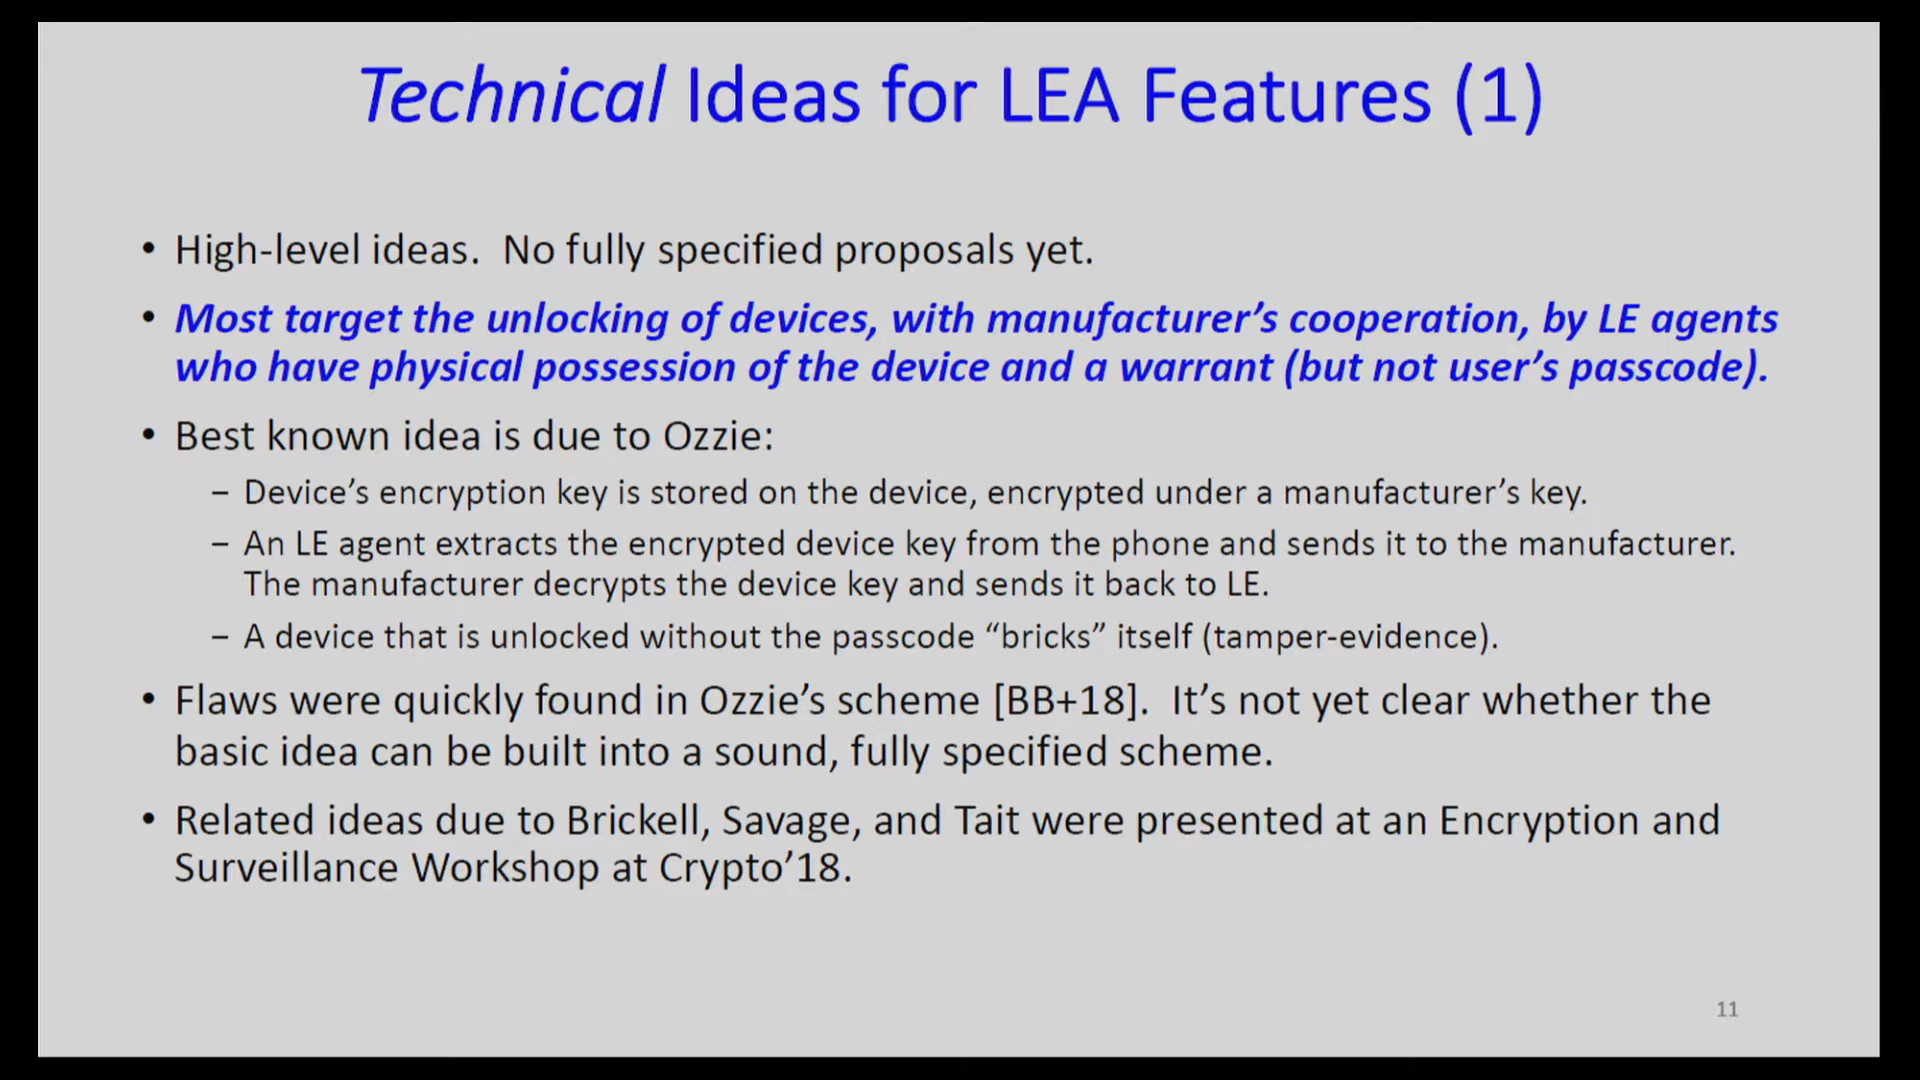 Technical Ideas for LEA Features (1)
• High-level ideas.  No fully specified proposals yet.
• Most target the unlocking of devices, with manufacturer’s cooperation, by LE agents
who have physical possession of the device and a warrant (but not user’s passcode).
• Best known idea is due to Ozzie:
– Device’s encryption key is stored on the device, encrypted under a manufacturer’s key.
– An LE agent extracts the encrypted device key from the phone and sends it to the manufacturer.
The manufacturer decrypts the device key and sends it back to LE.
– A device that is unlocked without the passcode “bricks” itself (tamper-evidence).
• Flaws were quickly found in Ozzie’s scheme [BB+18].  It’s not yet clear whether the
basic idea can be built into a sound, fully specified scheme.
• Related ideas due to Brickell, Savage, and Tait were presented at an Encryption and
Surveillance Workshop at Crypto’18.
11